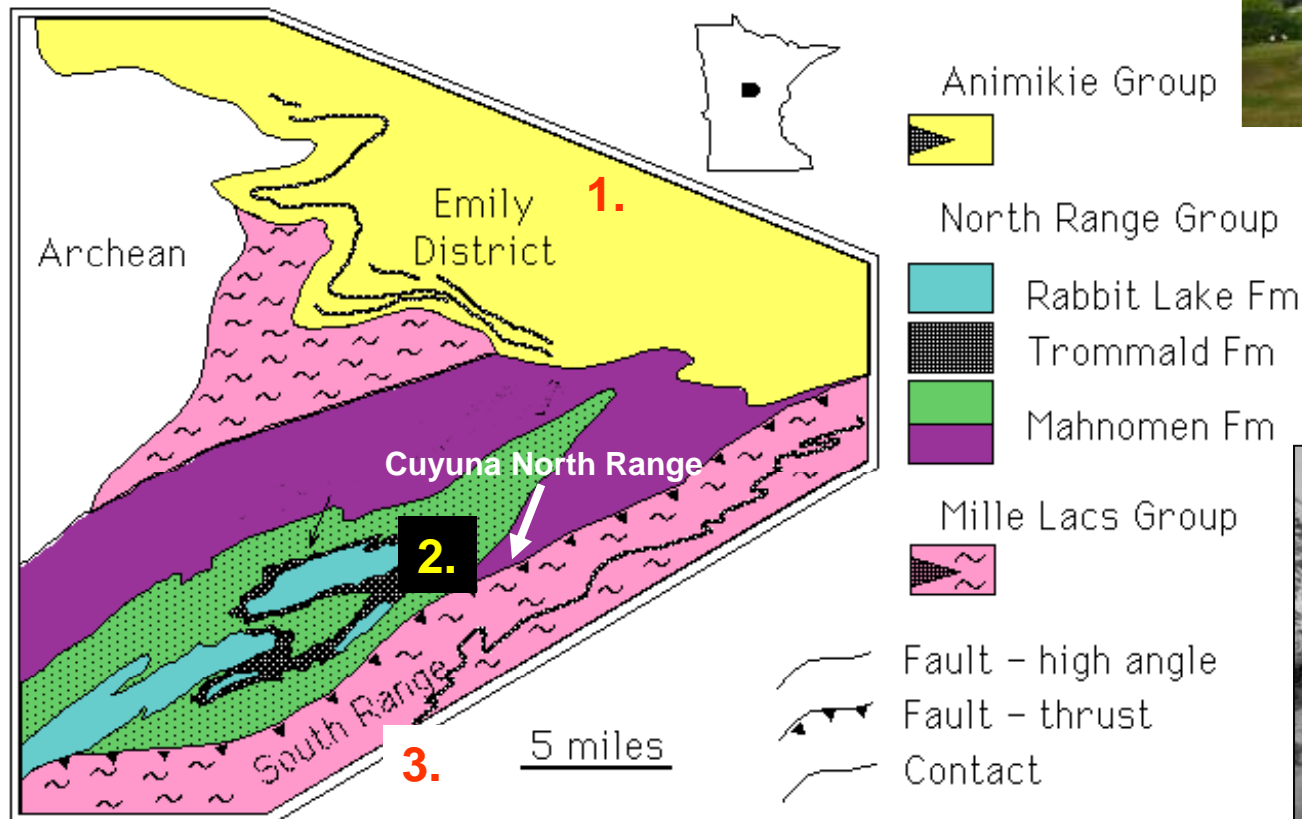 Archean
Emily
District
1.
Cuyuna North Range
2.
South Range
3.
5 miles
Animikie Group
North Range Group
Rabbit Lake Fm
Trommald Fm
Mahnomen Fm
Mille Lacs Group
Fault – high angle
Fault – thrust
Contact